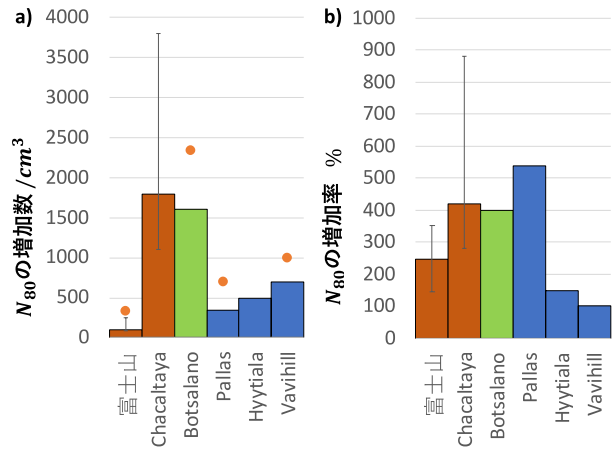 a)
N80の増加数 /cm3
4000
3500
3000
2500
2000
1500
1000
500
0
富士山
Chacaltaya
Botsalano
Pallas
Hyytiala
Vavihill
b)
N80の増加率 %
1000
900
800
700
600
500
400
300
200
100
0
富士山
Chacaltaya
Botsalano
Pallas
Hyytiala
Vavihill